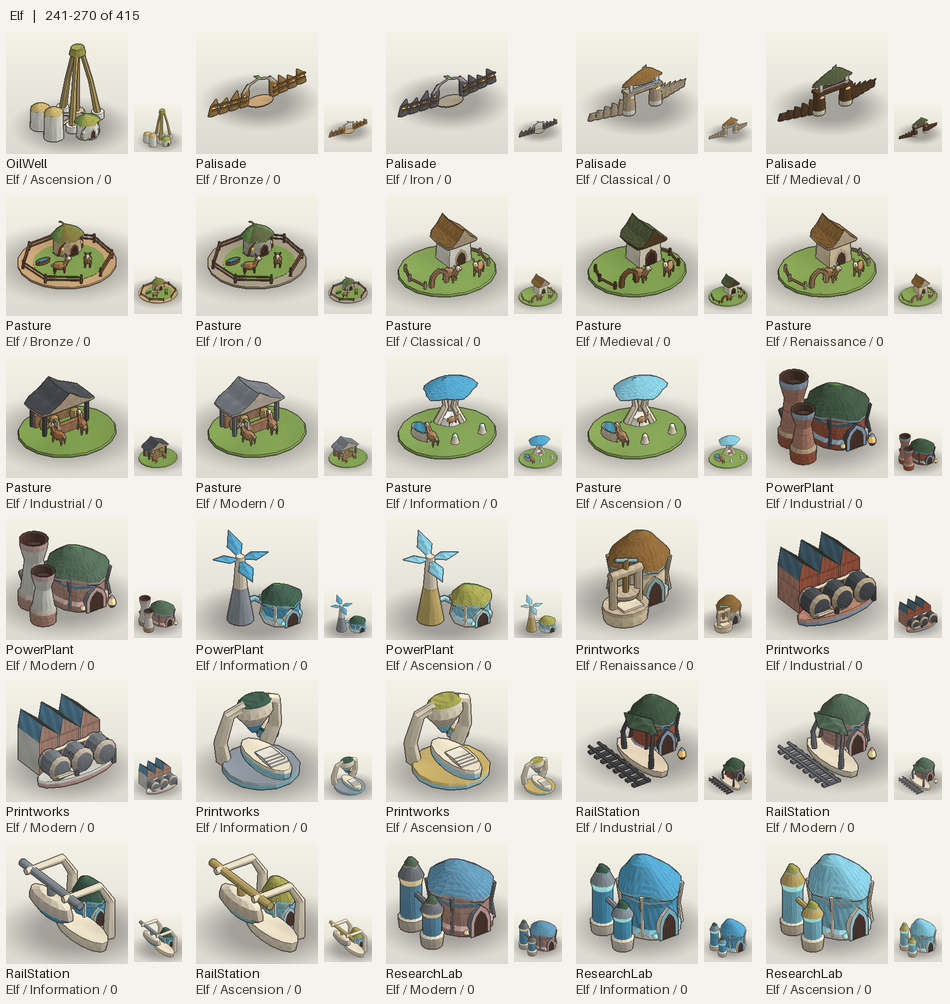 Elf | 241-270 of 415
OilWell
Elf / Ascension / 0
Palisade
Elf / Bronze / 0
Palisade
Elf / Iron / 0
Palisade
Elf / Classical / 0
Palisade
Elf / Medieval / 0
Pasture
Elf / Bronze / 0
Pasture
Elf / Iron / 0
Pasture
Elf / Classical / 0
Pasture
Elf / Medieval / 0
Pasture
Elf / Renaissance / 0
Pasture
Elf / Industrial / 0
Pasture
Elf / Modern / 0
Pasture
Elf / Information / 0
Pasture
Elf / Ascension / 0
PowerPlant
Elf / Industrial / 0
PowerPlant
Elf / Modern / 0
PowerPlant
Elf / Information / 0
PowerPlant
Elf / Ascension / 0
Printworks
Elf / Renaissance / 0
Printworks
Elf / Industrial / 0
Printworks
Elf / Modern / 0
Printworks
Elf / Information / 0
Printworks
Elf / Ascension / 0
RailStation
Elf / Industrial / 0
RailStation
Elf / Modern / 0
RailStation
Elf / Information / 0
RailStation
Elf / Ascension / 0
ResearchLab
Elf / Modern / 0
ResearchLab
Elf / Information / 0
ResearchLab
Elf / Ascension / 0